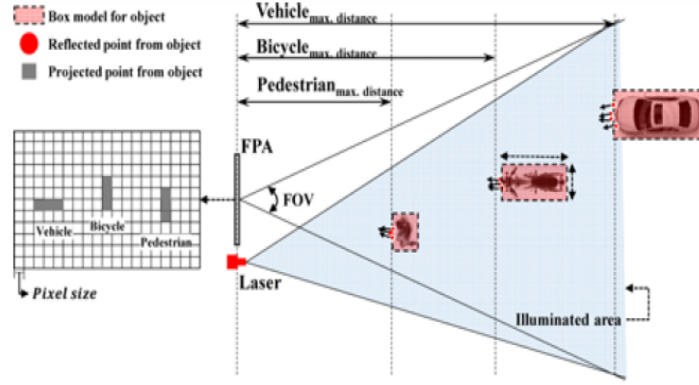 Box model for object
Reflected point from object
Projected point from object
Vehicle max. distance
Bicycle max. distance
Pedestrian max. distance
FPA
FOV
Vehicle
Bicycle
Pedestrian
Laser
Pixel size
Illuminated area